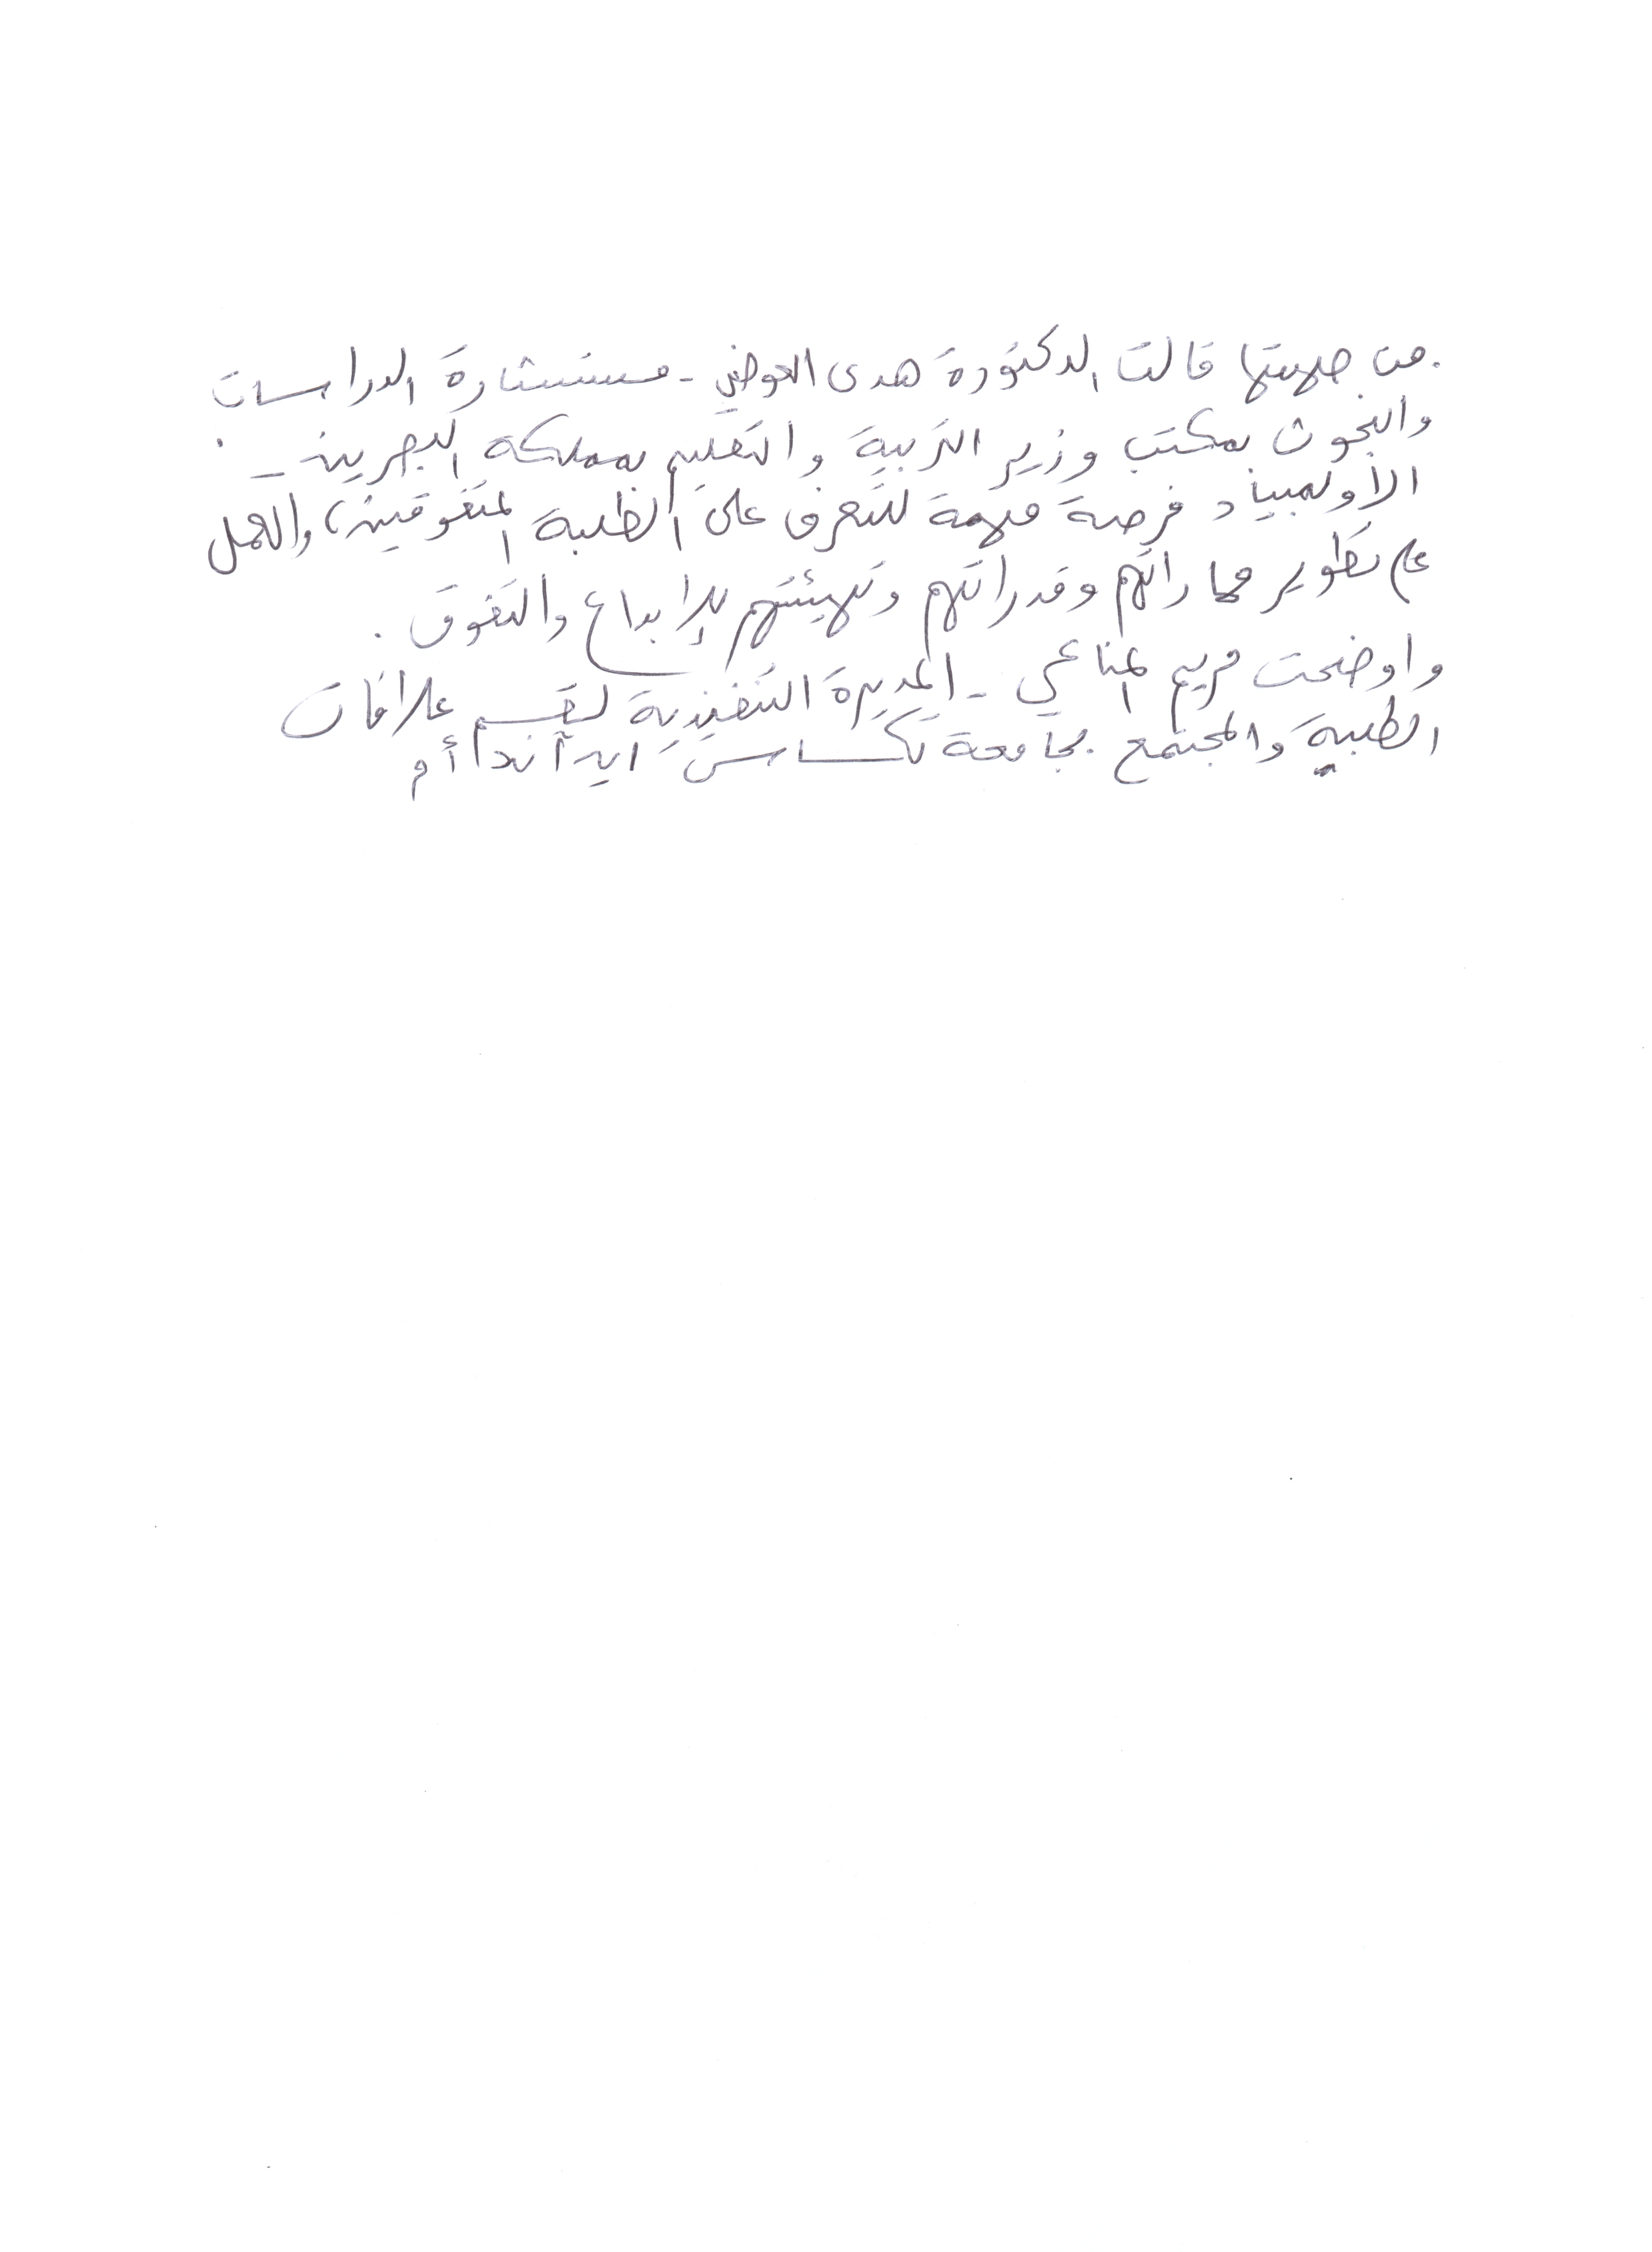 .من جهتها قالت الدكتورة هدى العوضي - مستشارة الدراسات
والبحوث بمكتب وزير التربية والتعليم بمملكة البحرين -
الأولمبياد فرصة مهمة للتعرف على الطلبة المتفوقين، والعمل
على تطوير مهاراتهم وقدراتهم وتهيئتهم للإبداع والتفوق .
واوضحت مريم المناعي - المديرة التنفيذية لقسم علاقات
الطلبة والمجتمع بجامعة تكساس ايه آند أم